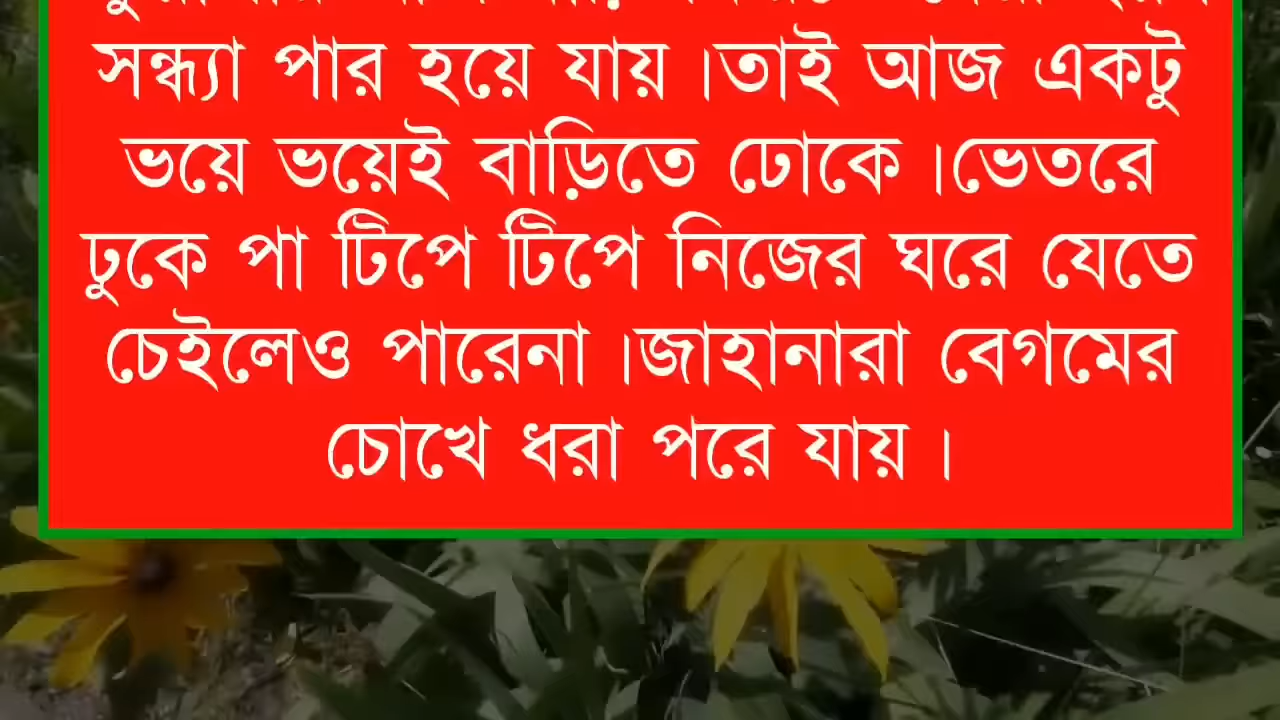 সন্ধ্যা পার হয়ে যায় ।তাই আজ একটু
ভয়ে ভয়েই বাড়িতে ঢোকে ।ভেতরে
ঢুকে পা টিপে টিপে নিজের ঘরে যেতে
চেইলেও পারেনা ।জাহানারা বেগমের
চোখে ধরা পরে যায় ।